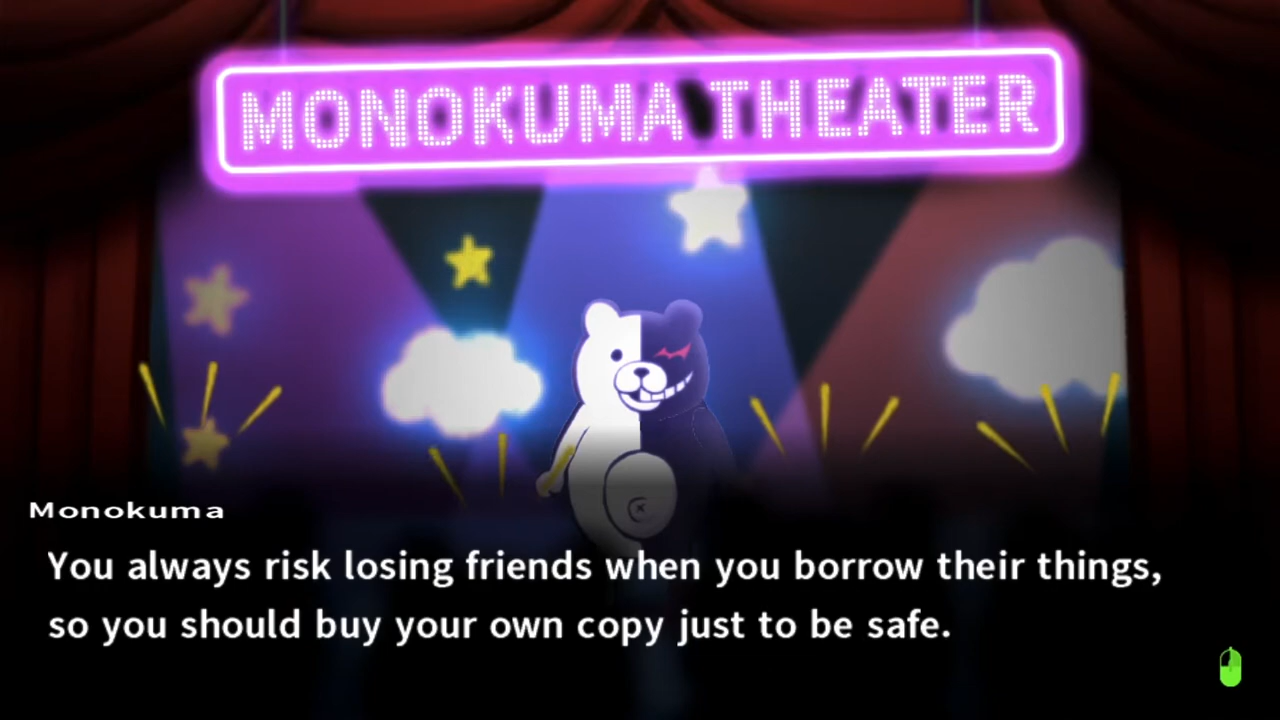 MONOKUMA THEATER
Monokuma
You always risk losing friends when you borrow their things,
so you should buy your own copy just to be safe.